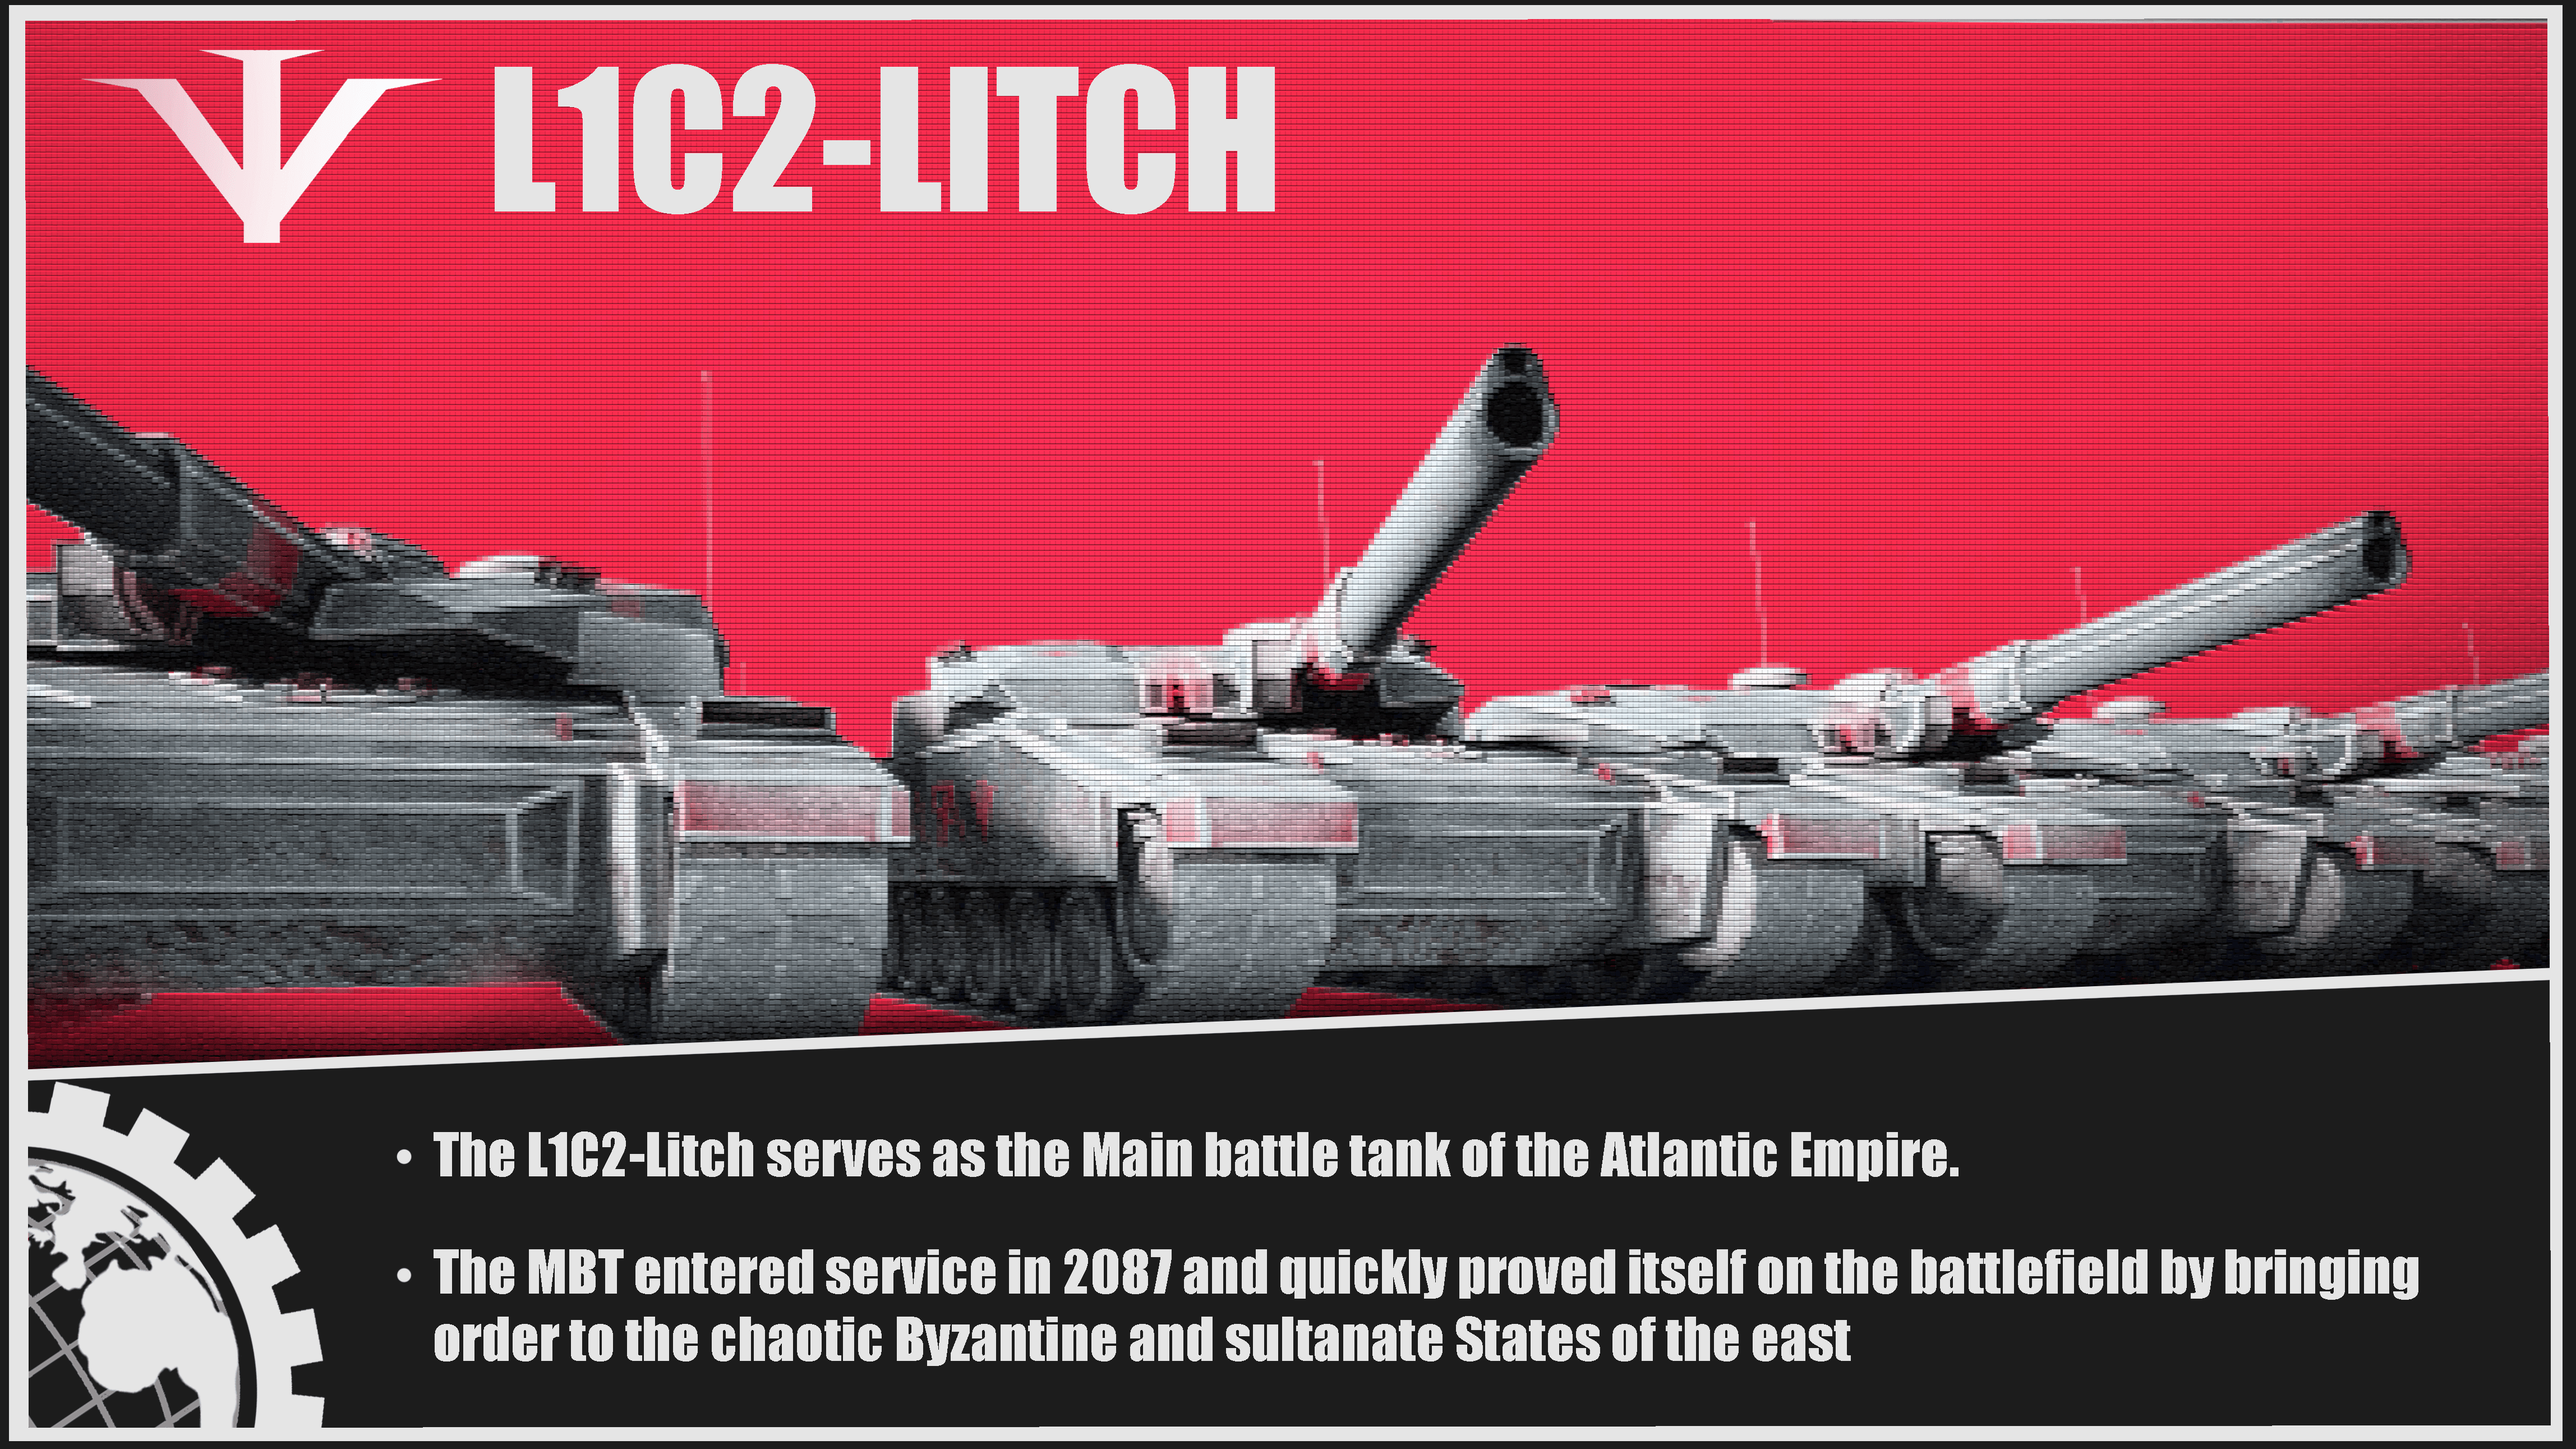 L1C2-LITCH
• The L1C2-Litch serves as the Main battle tank of the Atlantic Empire.
• The MBT entered service in 2087 and quickly proved itself on the battlefield by bringing
order to the chaotic Byzantine and sultanate States of the east